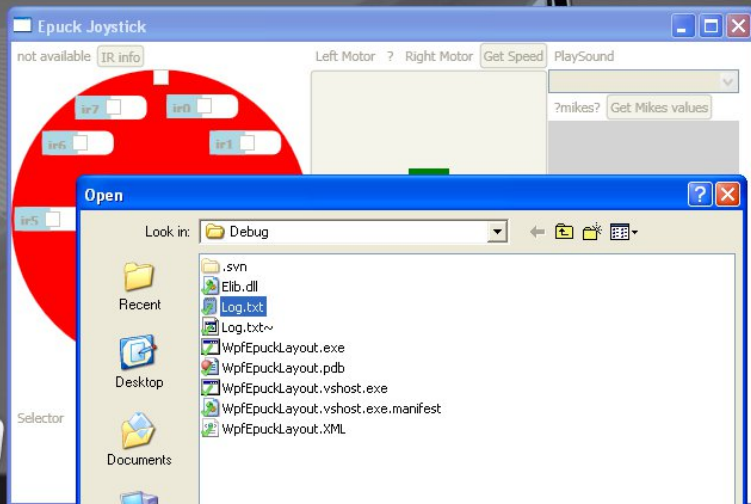 Epuck Joystick
not available IR info Left Motor ? Right Motor Get Speed PlaySound
?mikes? Get Mikes values
ir7 ir0
ir6 ir1
ir5
Open
Look in: Debug
.svn
Elib.dll
Log.txt
Log.txt~
WpfEpuckLayout.exe
WpfEpuckLayout.pdb
WpfEpuckLayout.vshost.exe
WpfEpuckLayout.vshost.exe.manifest
WpfEpuckLayout.XML
Recent
Desktop
Documents
Selector